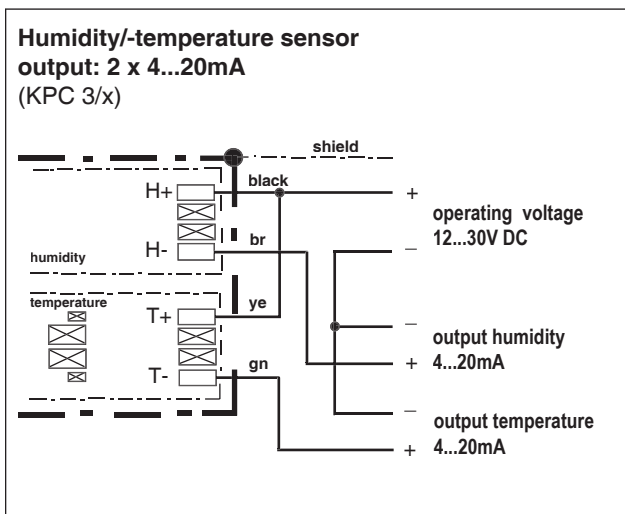 Humidity/-temperature sensor
output: 2 x 4...20mA
(KPC 3/x)
shield
H+
black
+
operating voltage
12...30V DC
H-
br
–
humidity
temperature
T+
ye
–
output humidity
4...20mA
+
T-
gn
–
output temperature
4...20mA
+